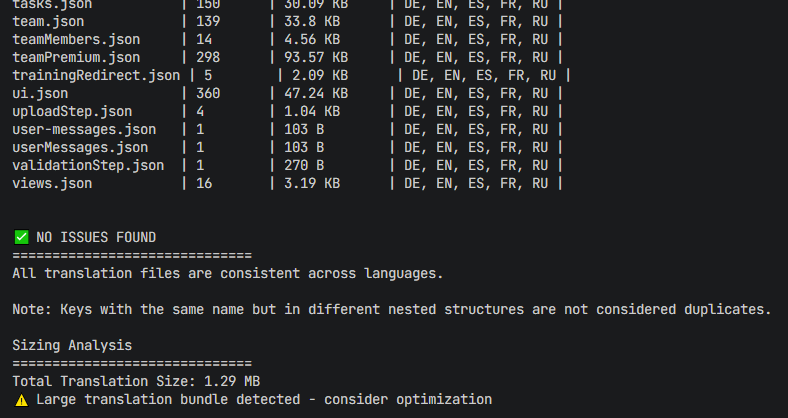 tasks.json | 150 | 30.09 KB | DE, EN, ES, FR, RU |
team.json | 139 | 33.8 KB | DE, EN, ES, FR, RU |
teamMembers.json | 14 | 4.56 KB | DE, EN, ES, FR, RU |
teamPremium.json | 298 | 93.57 KB | DE, EN, ES, FR, RU |
trainingRedirect.json | 5 | 2.09 KB | DE, EN, ES, FR, RU |
ui.json | 360 | 47.24 KB | DE, EN, ES, FR, RU |
uploadStep.json | 4 | 1.04 KB | DE, EN, ES, FR, RU |
user-messages.json | 1 | 103 B | DE, EN, ES, FR, RU |
userMessages.json | 1 | 103 B | DE, EN, ES, FR, RU |
validationStep.json | 1 | 270 B | DE, EN, ES, FR, RU |
views.json | 16 | 3.19 KB | DE, EN, ES, FR, RU |
✅ NO ISSUES FOUND
==============================
All translation files are consistent across languages.
Note: Keys with the same name but in different nested structures are not considered duplicates.
Sizing Analysis
==============================
Total Translation Size: 1.29 MB
⚠️ Large translation bundle detected - consider optimization